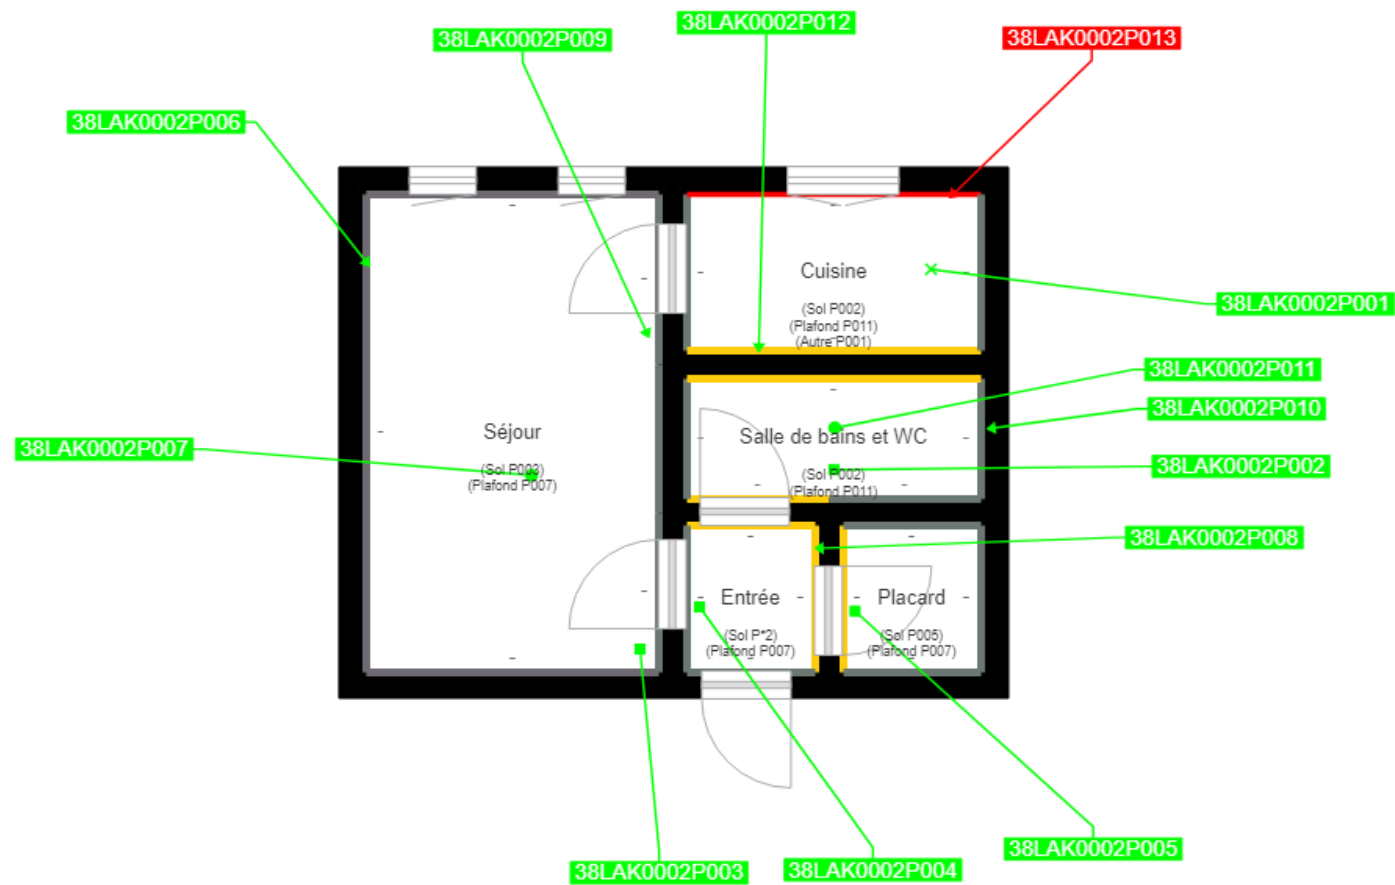 38LAK0002P012
38LAK0002P009
38LAK0002P013
38LAK0002P006
Cuisine
(Sol P002)
(Plafond P011)
(Autre P001)
38LAK0002P001
38LAK0002P011
38LAK0002P010
Séjour
(Sol P003)
(Plafond P007)
Salle de bains et WC
(Sol P002)
(Plafond P011)
38LAK0002P007
38LAK0002P002
38LAK0002P008
Entrée
(Sol P*2)
(Plafond P007)
Placard
(Sol P005)
(Plafond P007)
38LAK0002P005
38LAK0002P003
38LAK0002P004